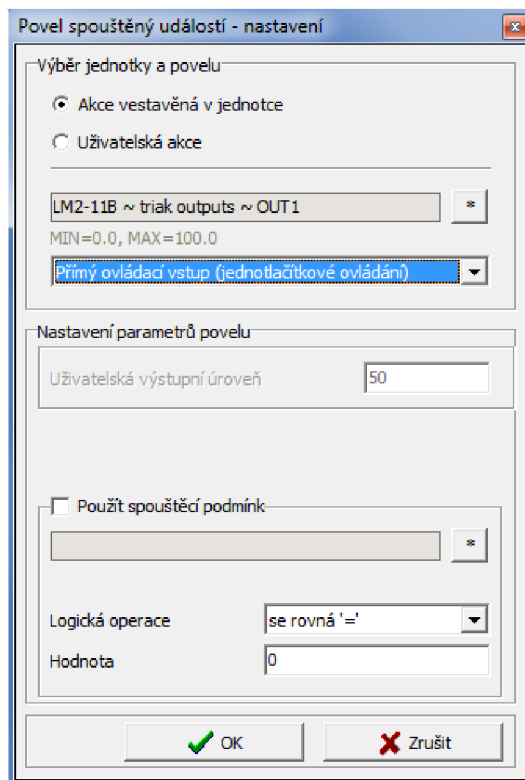 Povel spouštěný událostí - nastavení
Výběr jednotky a povelu
Akce vestavěná v jednotce
Uživatelská akce
LM2-11B ~ triak outputs ~ OUT1
*
MIN=0.0, MAX=100.0
Přímý ovládací vstup (jednotlačítkové ovládání)
Nastavení parametrů povelu
Uživatelská výstupní úroveň
50
Použít spouštěcí podmínk
*
Logická operace
se rovná '='
Hodnota
0
OK
Zrušit